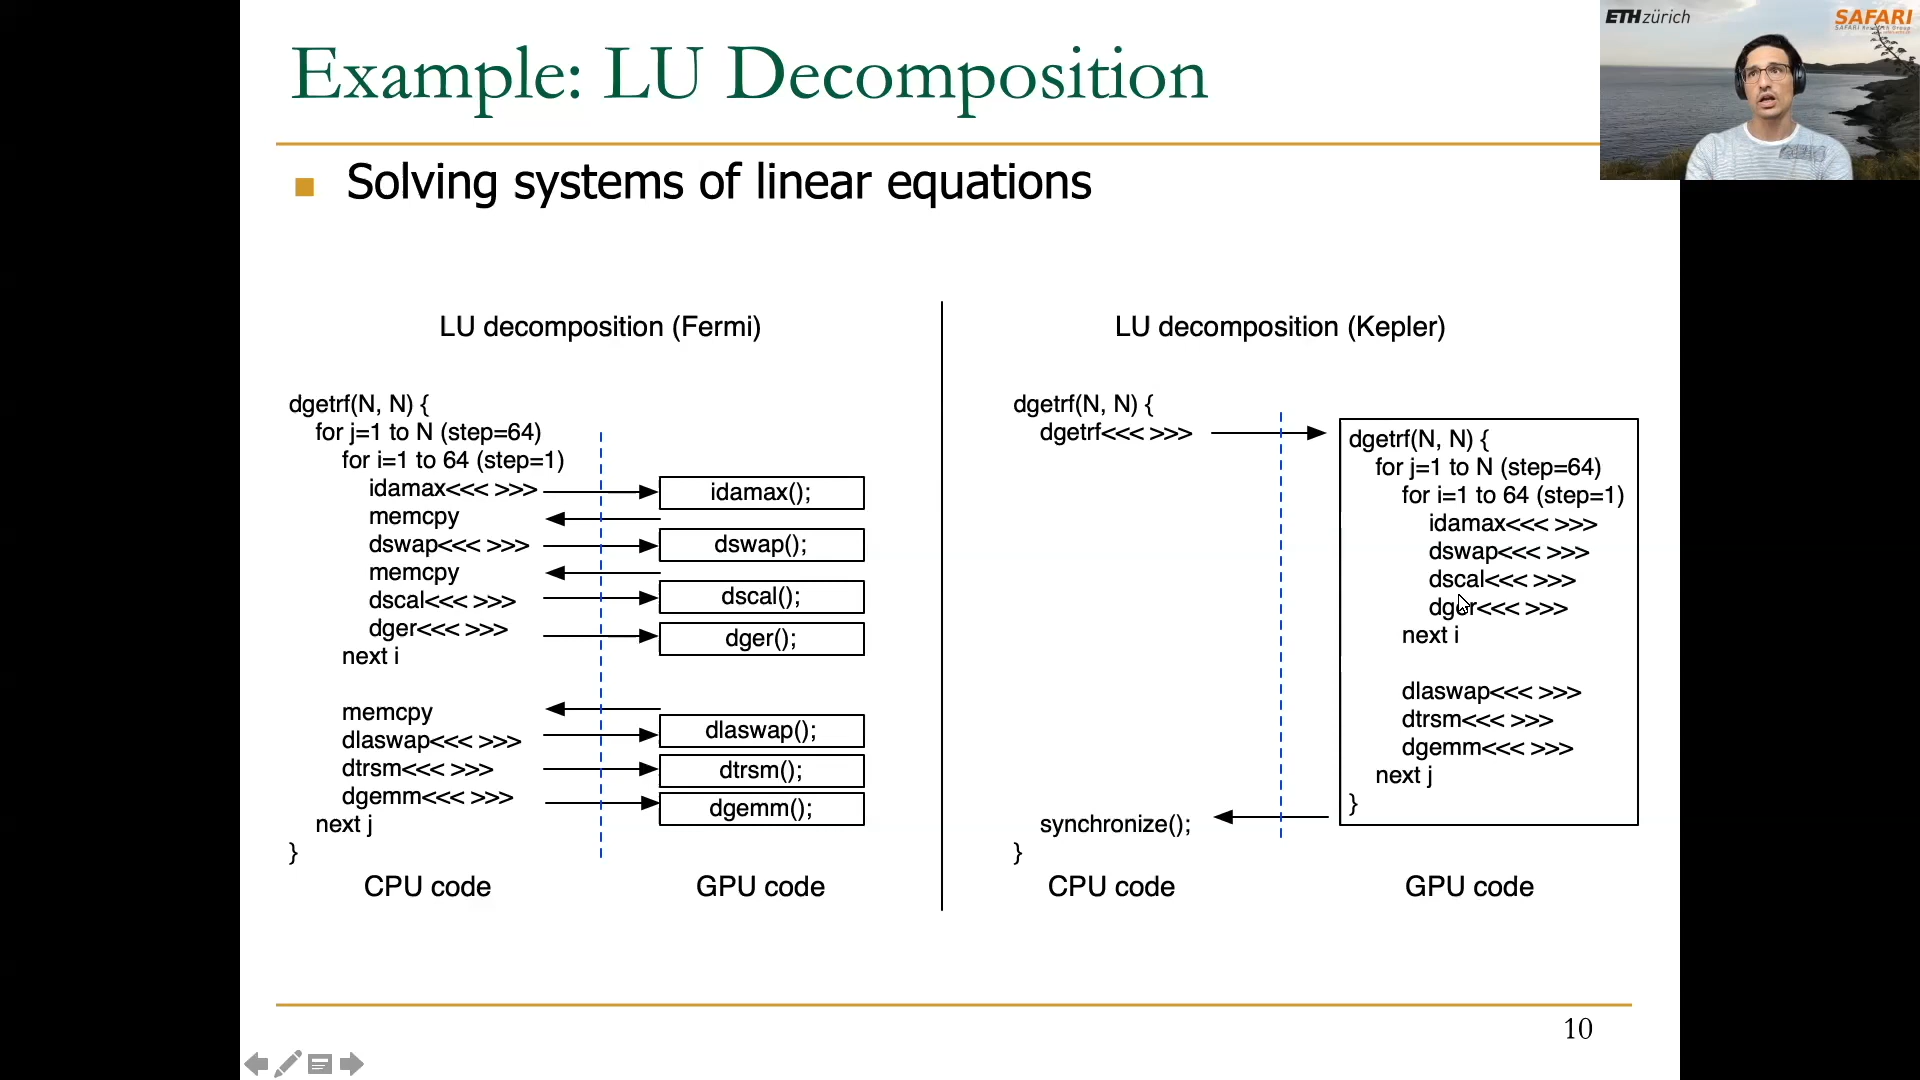 Example: LU Decomposition
ETH zürich
SAFARI
SAFARI Research Group
Solving systems of linear equations
LU decomposition (Fermi)
dgetrf(N, N) {
for j=1 to N (step=64)
for i=1 to 64 (step=1)
idamax<<< >>>
idamax();
memcpy
dswap<<< >>>
dswap();
memcpy
dscal<<< >>>
dscal();
dger<<< >>>
dger();
next i
memcpy
dlaswap<<< >>>
dlaswap();
dtrsm<<< >>>
dtrsm();
dgemm<<< >>>
dgemm();
next j
}
CPU code
GPU code
LU decomposition (Kepler)
dgetrf(N, N) {
dgetrf<<< >>>
synchronize();
}
CPU code
dgetrf(N, N) {
for j=1 to N (step=64)
for i=1 to 64 (step=1)
idamax<<< >>>
dswap<<< >>>
dscal<<< >>>
dger<<< >>>
next i
dlaswap<<< >>>
dtrsm<<< >>>
dgemm<<< >>>
next j
}
GPU code
10